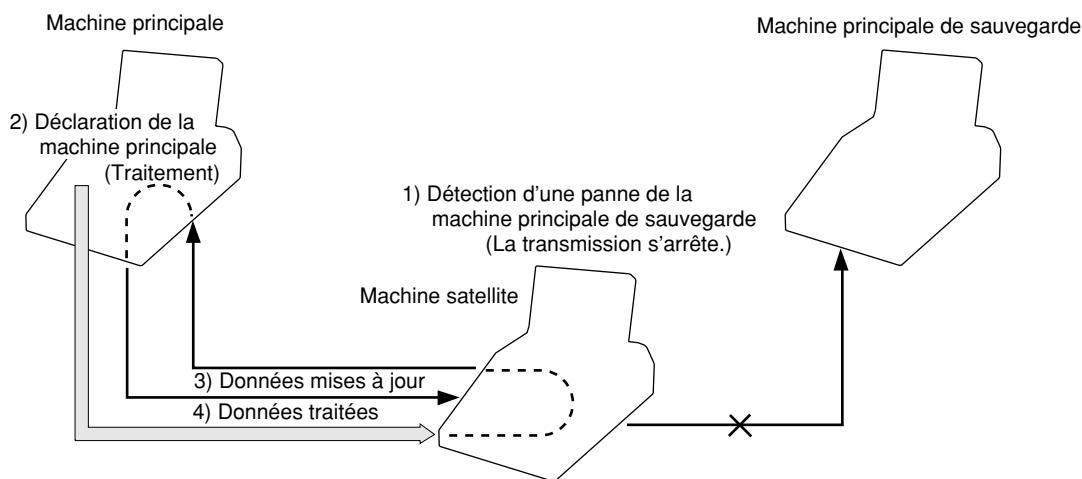 Machine principale
Machine principale de sauvegarde
2) Déclaration de la
machine principale
(Traitement)
1) Détection d'une panne de la
machine principale de sauvegarde
(La transmission s'arrête.)
Machine satellite
3) Données mises à jour
4) Données traitées